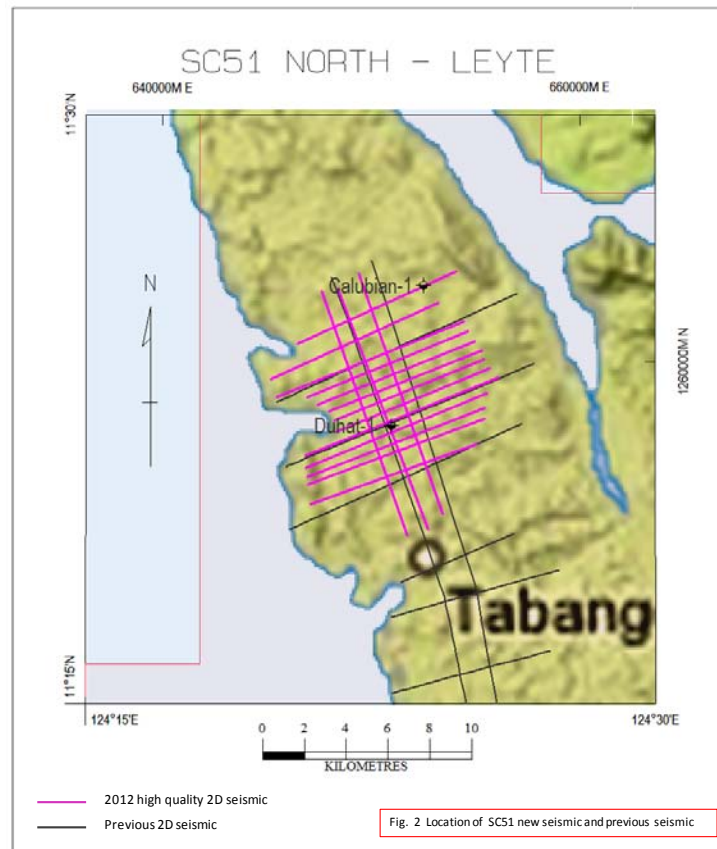 SC51 NORTH - LEYTE
640000M E
660000M E
11°30'N
N
Calubian-1
1260000M N
Duhat-1
Tabang
11°15'N
124°15'E
124°30'E
0 2 4 6 8 10
KILOMETRES
2012 high quality 2D seismic
Previous 2D seismic
Fig. 2 Location of SC51 new seismic and previous seismic